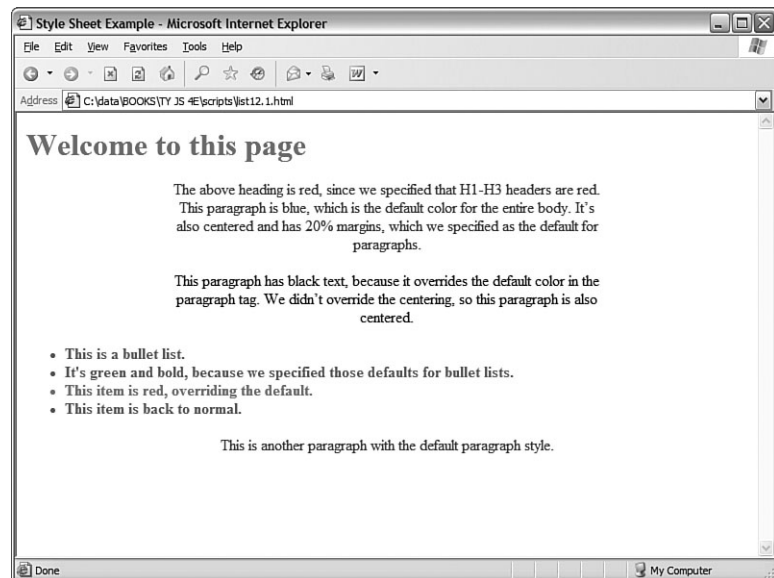 Style Sheet Example - Microsoft Internet Explorer
File Edit View Favorites Tools Help
Address C:\data\BOOKS\TY JS 4E\scripts\list12.1.html
Welcome to this page
The above heading is red, since we specified that H1-H3 headers are red.
This paragraph is blue, which is the default color for the entire body. It's
also centered and has 20% margins, which we specified as the default for
paragraphs.
This paragraph has black text, because it overrides the default color in the
paragraph tag. We didn't override the centering, so this paragraph is also
centered.
• This is a bullet list.
• It's green and bold, because we specified those defaults for bullet lists.
• This item is red, overriding the default.
• This item is back to normal.
This is another paragraph with the default paragraph style.
Done My Computer